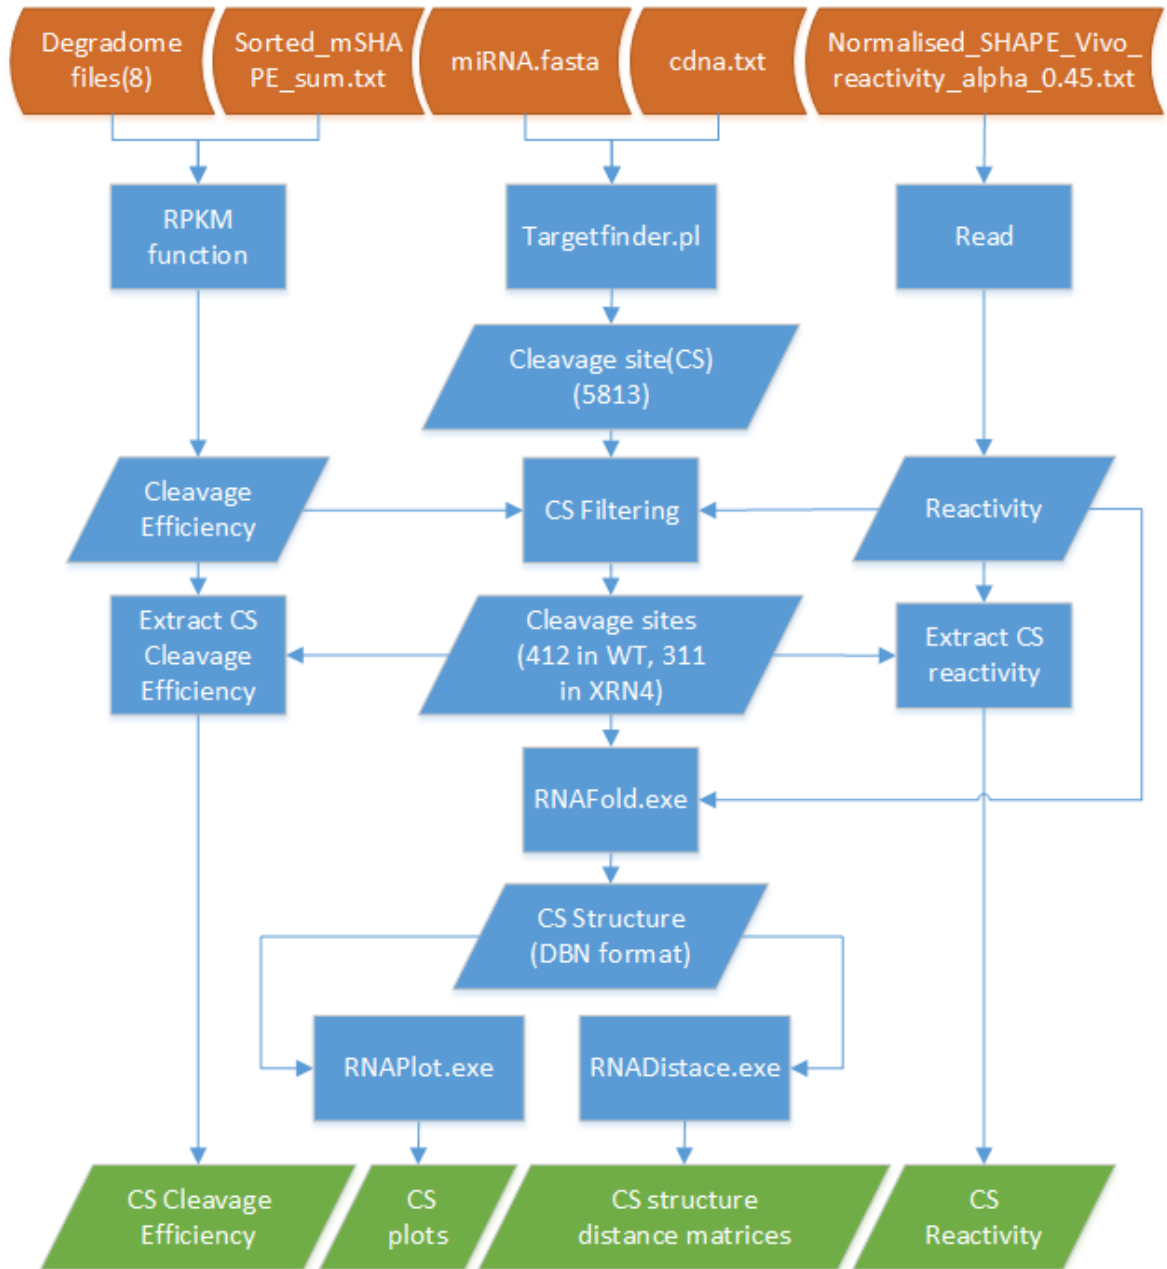 Degradome
files(8)
Sorted_mSHA
PE_sum.txt
miRNA.fasta
cdna.txt
Normalised_SHAPE_Vivo_
reactivity_alpha_0.45.txt
RPKM
function
Targetfinder.pl
Read
Cleavage site(CS)
(5813)
Cleavage
Efficiency
CS Filtering
Reactivity
Extract CS
Cleavage
Efficiency
Cleavage sites
(412 in WT, 311
in XRN4)
Extract CS
reactivity
RNAFold.exe
CS Structure
(DBN format)
RNAPlot.exe
RNADistace.exe
CS Cleavage
Efficiency
CS
plots
CS structure
distance matrices
CS
Reactivity